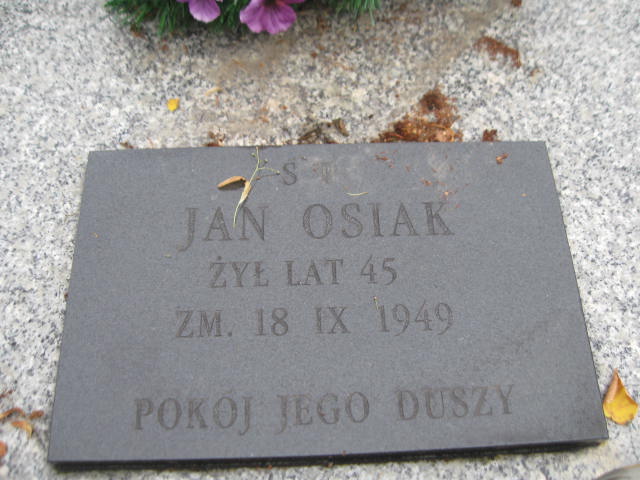 S
JAN OSIAK
ŻYŁ LAT 45
ZM. 18 IX 1949
POKÓJ JEGO DUSZY